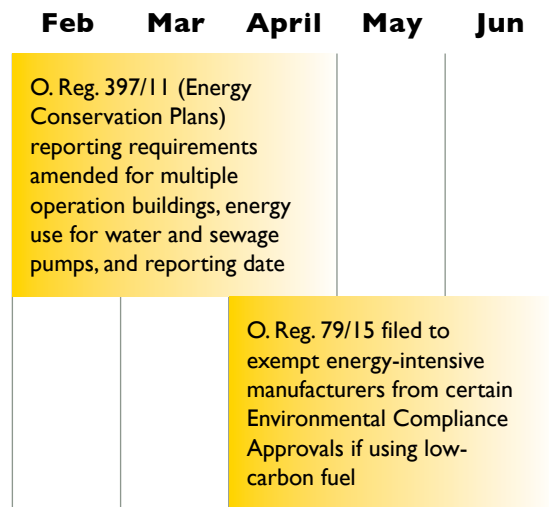 Feb Mar April May Jun
O. Reg. 397/11 (Energy
Conservation Plans)
reporting requirements
amended for multiple
operation buildings, energy
use for water and sewage
pumps, and reporting date
O. Reg. 79/15 filed to
exempt energy-intensive
manufacturers from certain
Environmental Compliance
Approvals if using low-
carbon fuel